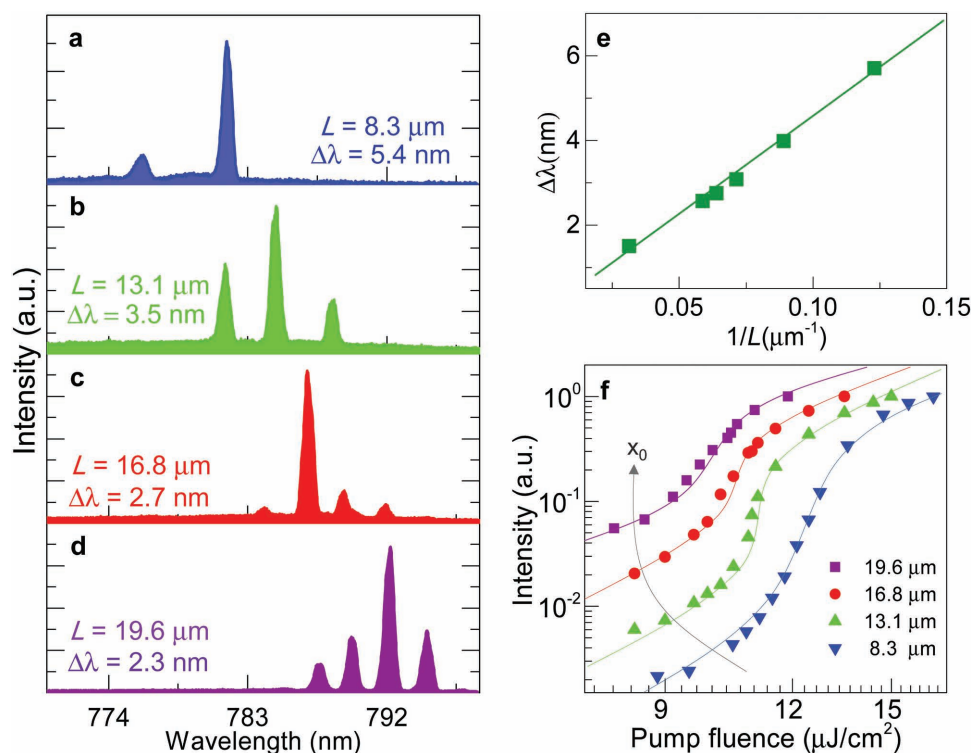 a
L = 8.3 μm
Δλ = 5.4 nm
b
L = 13.1 μm
Δλ = 3.5 nm
c
L = 16.8 μm
Δλ = 2.7 nm
d
L = 19.6 μm
Δλ = 2.3 nm
774 783 792
Wavelength (nm)
Intensity (a.u.)
e
6
4
2
Δλ(nm)
0.05 0.10 0.15
1/L(μm⁻¹)
f
10⁰
10⁻¹
10⁻²
Intensity (a.u.)
x₀
19.6 μm
16.8 μm
13.1 μm
8.3 μm
9 12 15
Pump fluence (μJ/cm²)